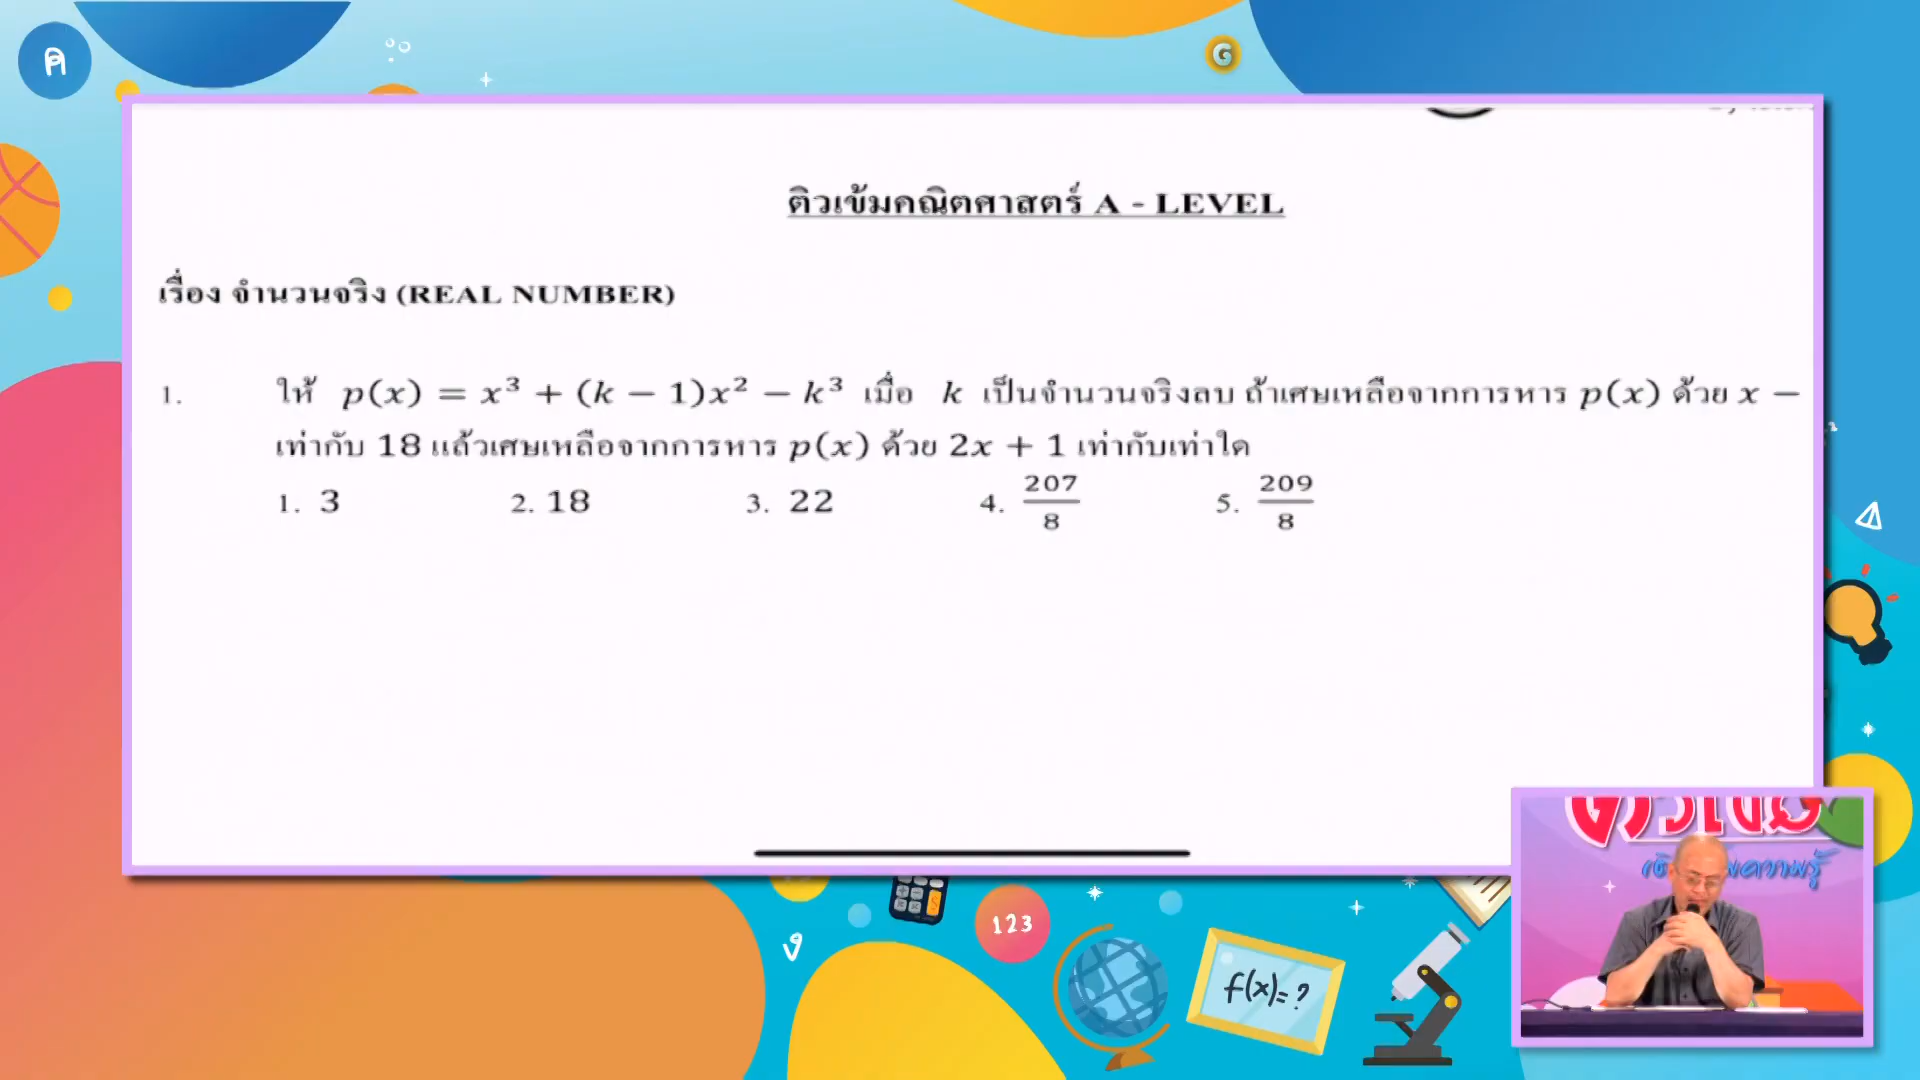 ค
G
ติวเข้มคณิตศาสตร์ A - LEVEL
เรื่อง จำนวนจริง (REAL NUMBER)
1. ให้ p(x) = x³ + (k − 1)x² − k³ เมื่อ k เป็นจำนวนจริงลบ ถ้าเศษเหลือจากการหาร p(x) ด้วย x −
เท่ากับ 18 แล้วเศษเหลือจากการหาร p(x) ด้วย 2x + 1 เท่ากับเท่าใด
1. 3 2. 18 3. 22 4. 207/8 5. 209/8
123
ง
f(x)=?